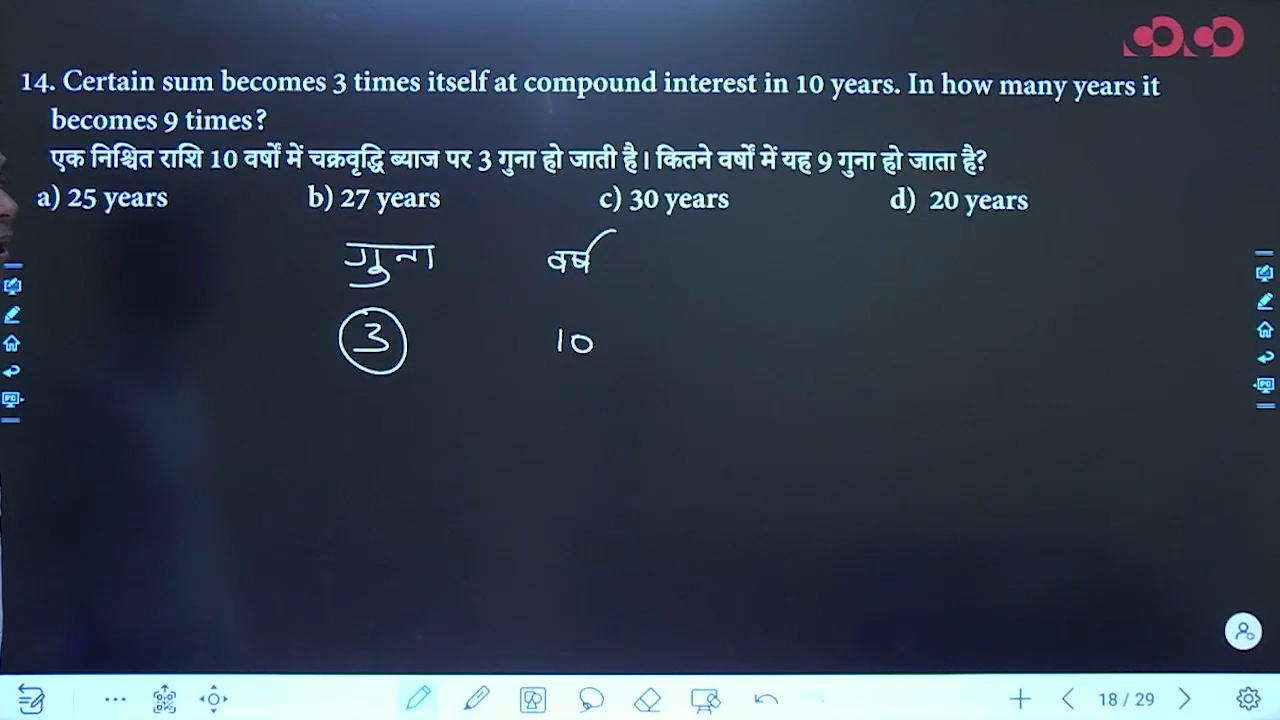 14. Certain sum becomes 3 times itself at compound interest in 10 years. In how many years it
becomes 9 times?
एक निश्चित राशि 10 वर्षों में चक्रवृद्धि ब्याज पर 3 गुना हो जाती है। कितने वर्षों में यह 9 गुना हो जाता है?
a) 25 years b) 27 years c) 30 years d) 20 years
गुना वर्ष
3 10
PC PC
18 / 29